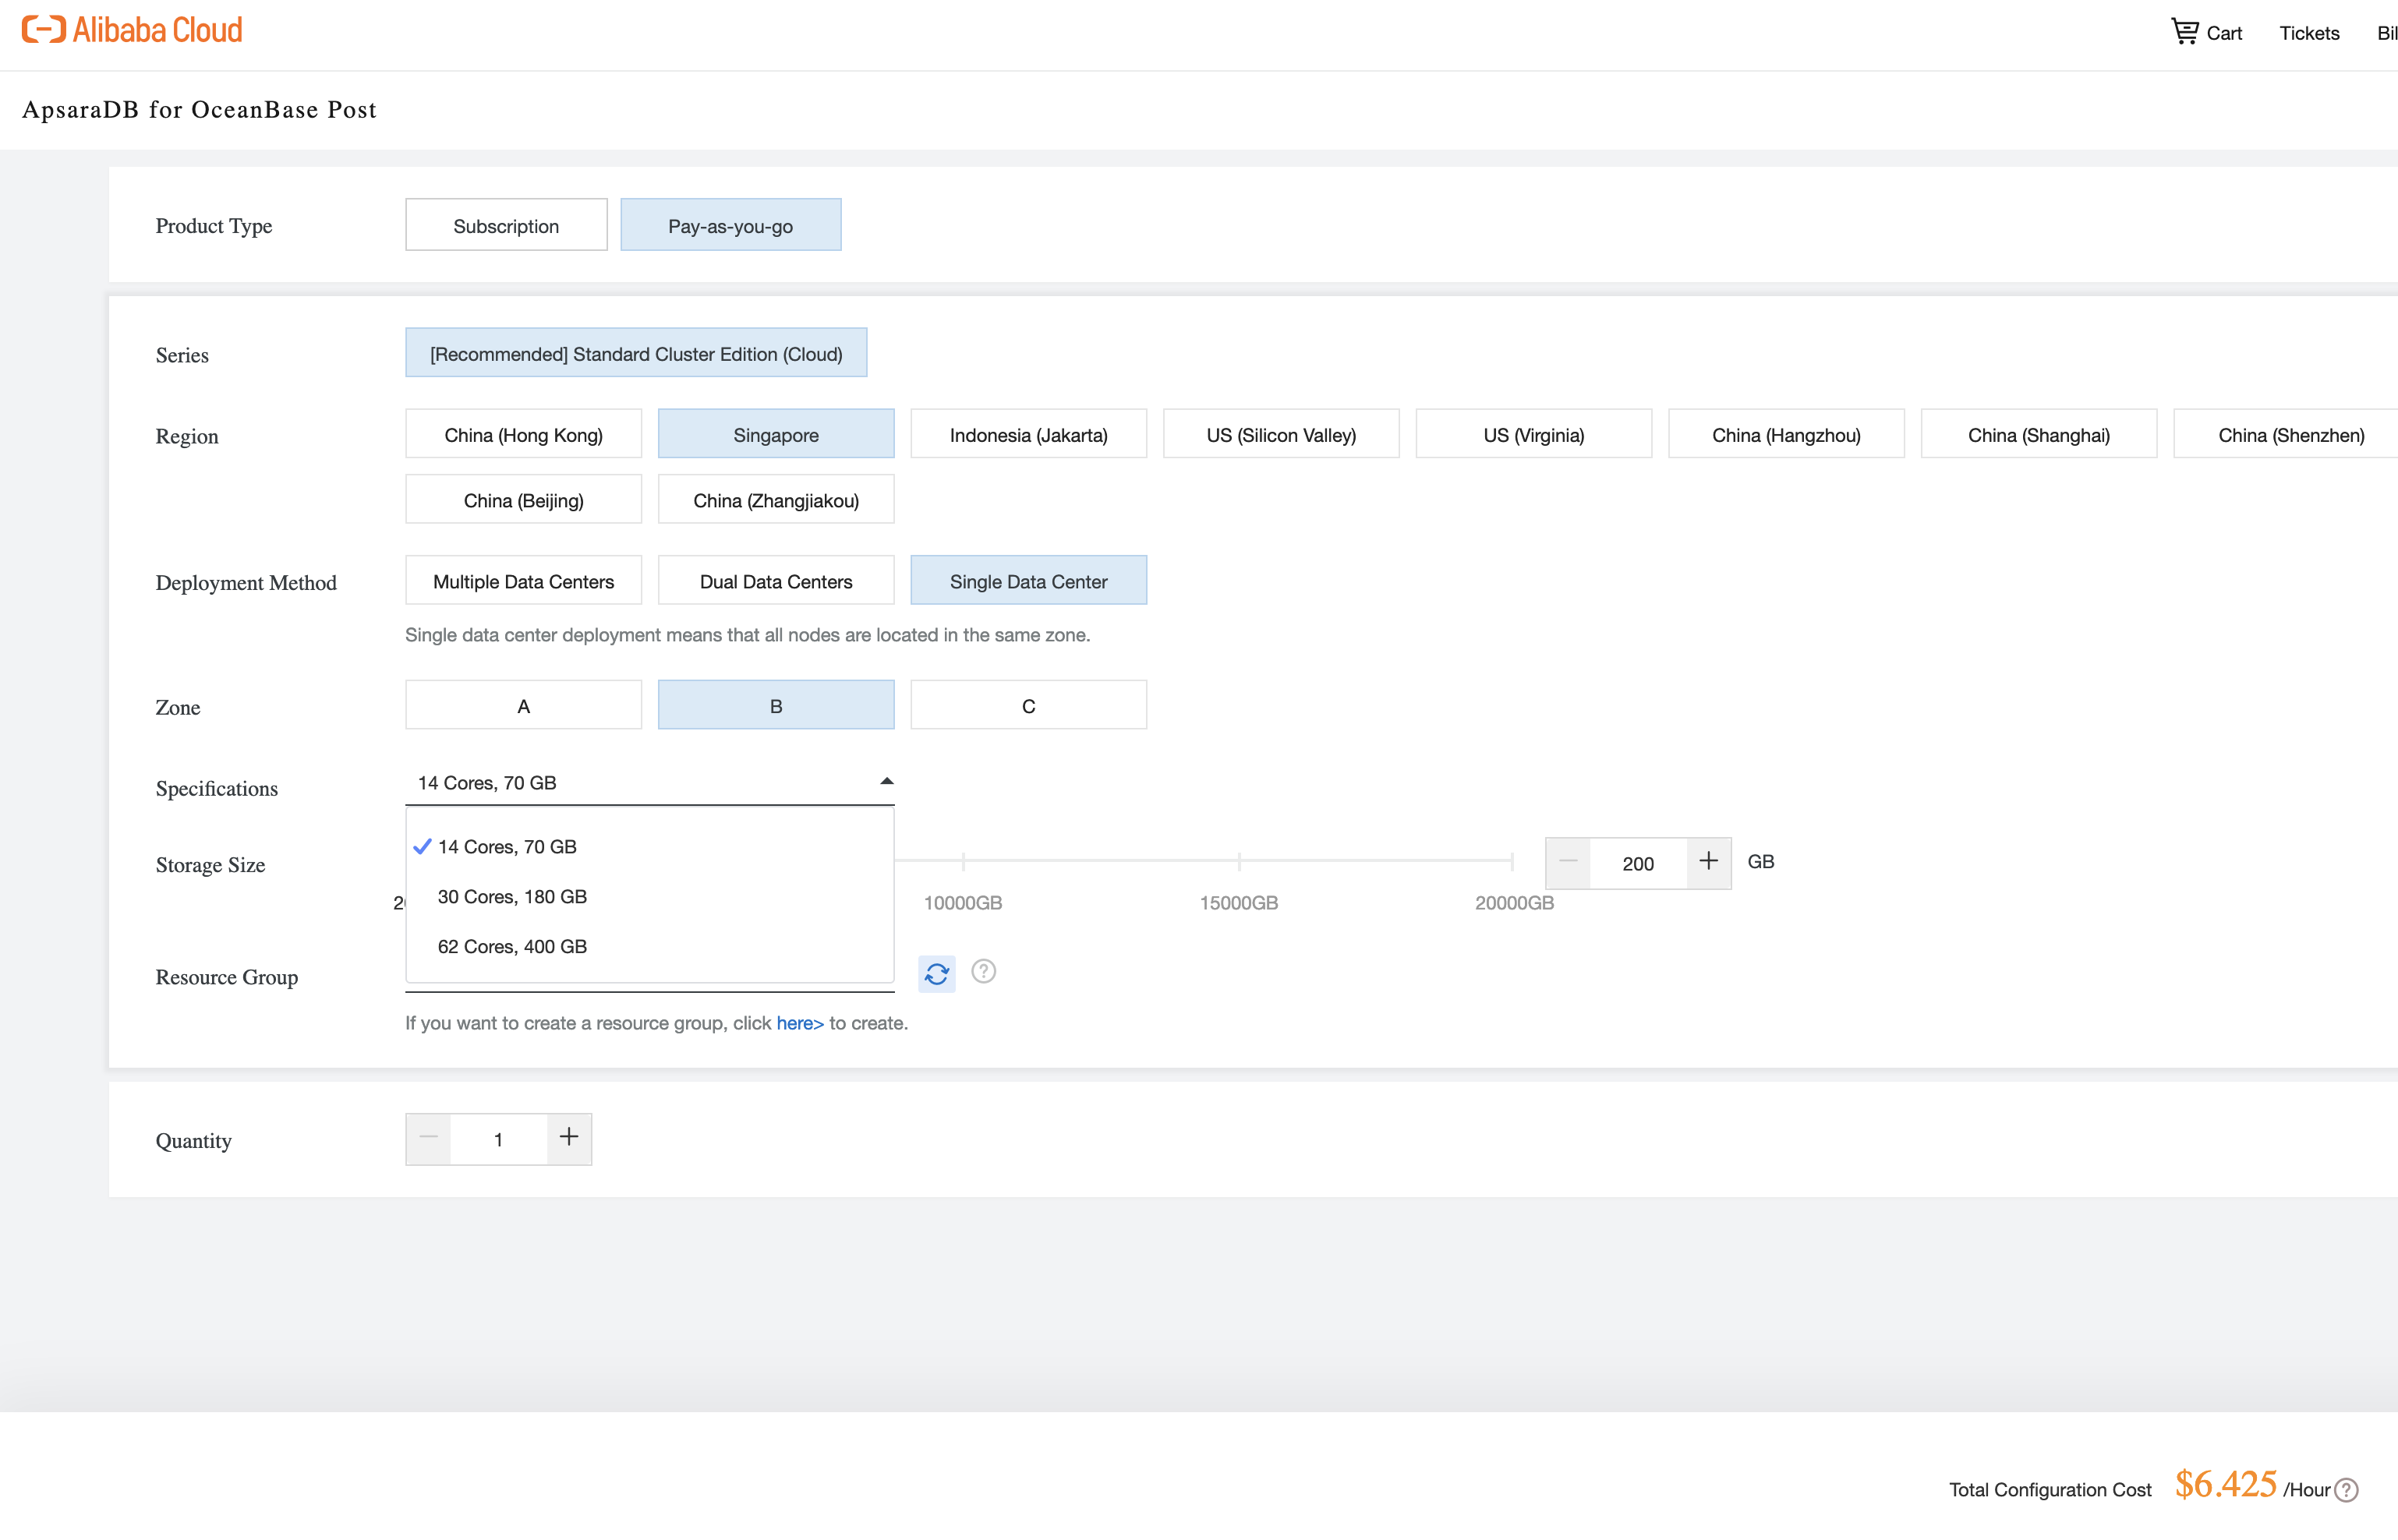 Alibaba Cloud
Cart
Tickets
ApsaraDB for OceanBase Post
Product Type
Subscription
Pay-as-you-go
Series
[Recommended] Standard Cluster Edition (Cloud)
Region
China (Hong Kong)
Singapore
Indonesia (Jakarta)
US (Silicon Valley)
US (Virginia)
China (Hangzhou)
China (Shanghai)
China (Shenzhen)
China (Beijing)
China (Zhangjiakou)
Deployment Method
Multiple Data Centers
Dual Data Centers
Single Data Center
Single data center deployment means that all nodes are located in the same zone.
Zone
A
B
C
Specifications
14 Cores, 70 GB
14 Cores, 70 GB
30 Cores, 180 GB
62 Cores, 400 GB
Storage Size
200
GB
10000GB
15000GB
20000GB
Resource Group
If you want to create a resource group, click here> to create.
Quantity
1
Total Configuration Cost $6.425 /Hour